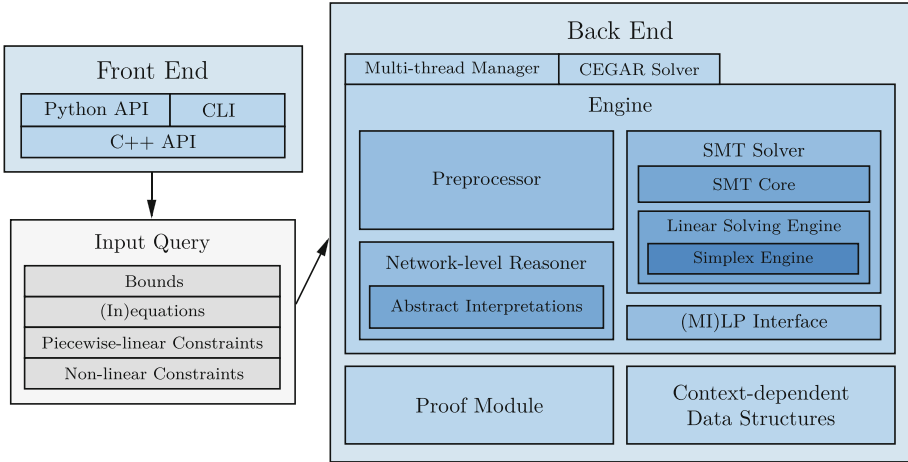 Front End
Python API
CLI
C++ API
Input Query
Bounds
(In)equations
Piecewise-linear Constraints
Non-linear Constraints
Back End
Multi-thread Manager
CEGAR Solver
Engine
Preprocessor
Network-level Reasoner
Abstract Interpretations
SMT Solver
SMT Core
Linear Solving Engine
Simplex Engine
(MI)LP Interface
Proof Module
Context-dependent
Data Structures